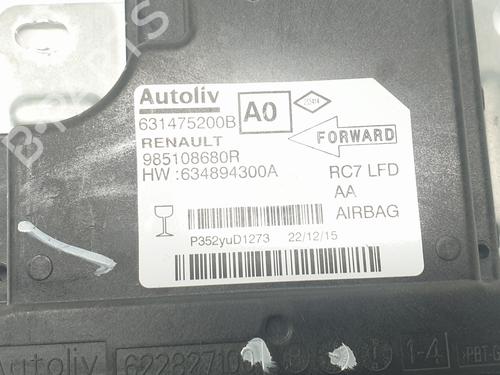 Autoliv
A0
631475200B
RENAULT
985108680R
HW :634894300A
FORWARD
RC7 LFD
AA
AIRBAG
P352yuD1273 22/12/15
Autoliv
1-4
>PBT-G